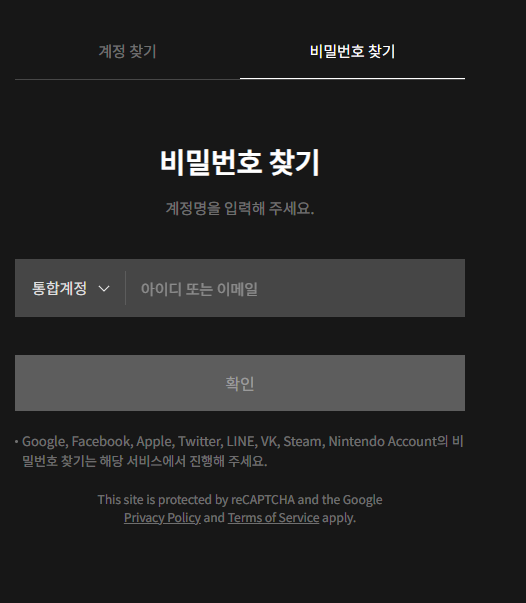 계정 찾기 비밀번호 찾기
비밀번호 찾기
계정명을 입력해 주세요.
통합계정 아이디 또는 이메일
확인
• Google, Facebook, Apple, Twitter, LINE, VK, Steam, Nintendo Account의 비
밀번호 찾기는 해당 서비스에서 진행해 주세요.
This site is protected by reCAPTCHA and the Google
Privacy Policy and Terms of Service apply.